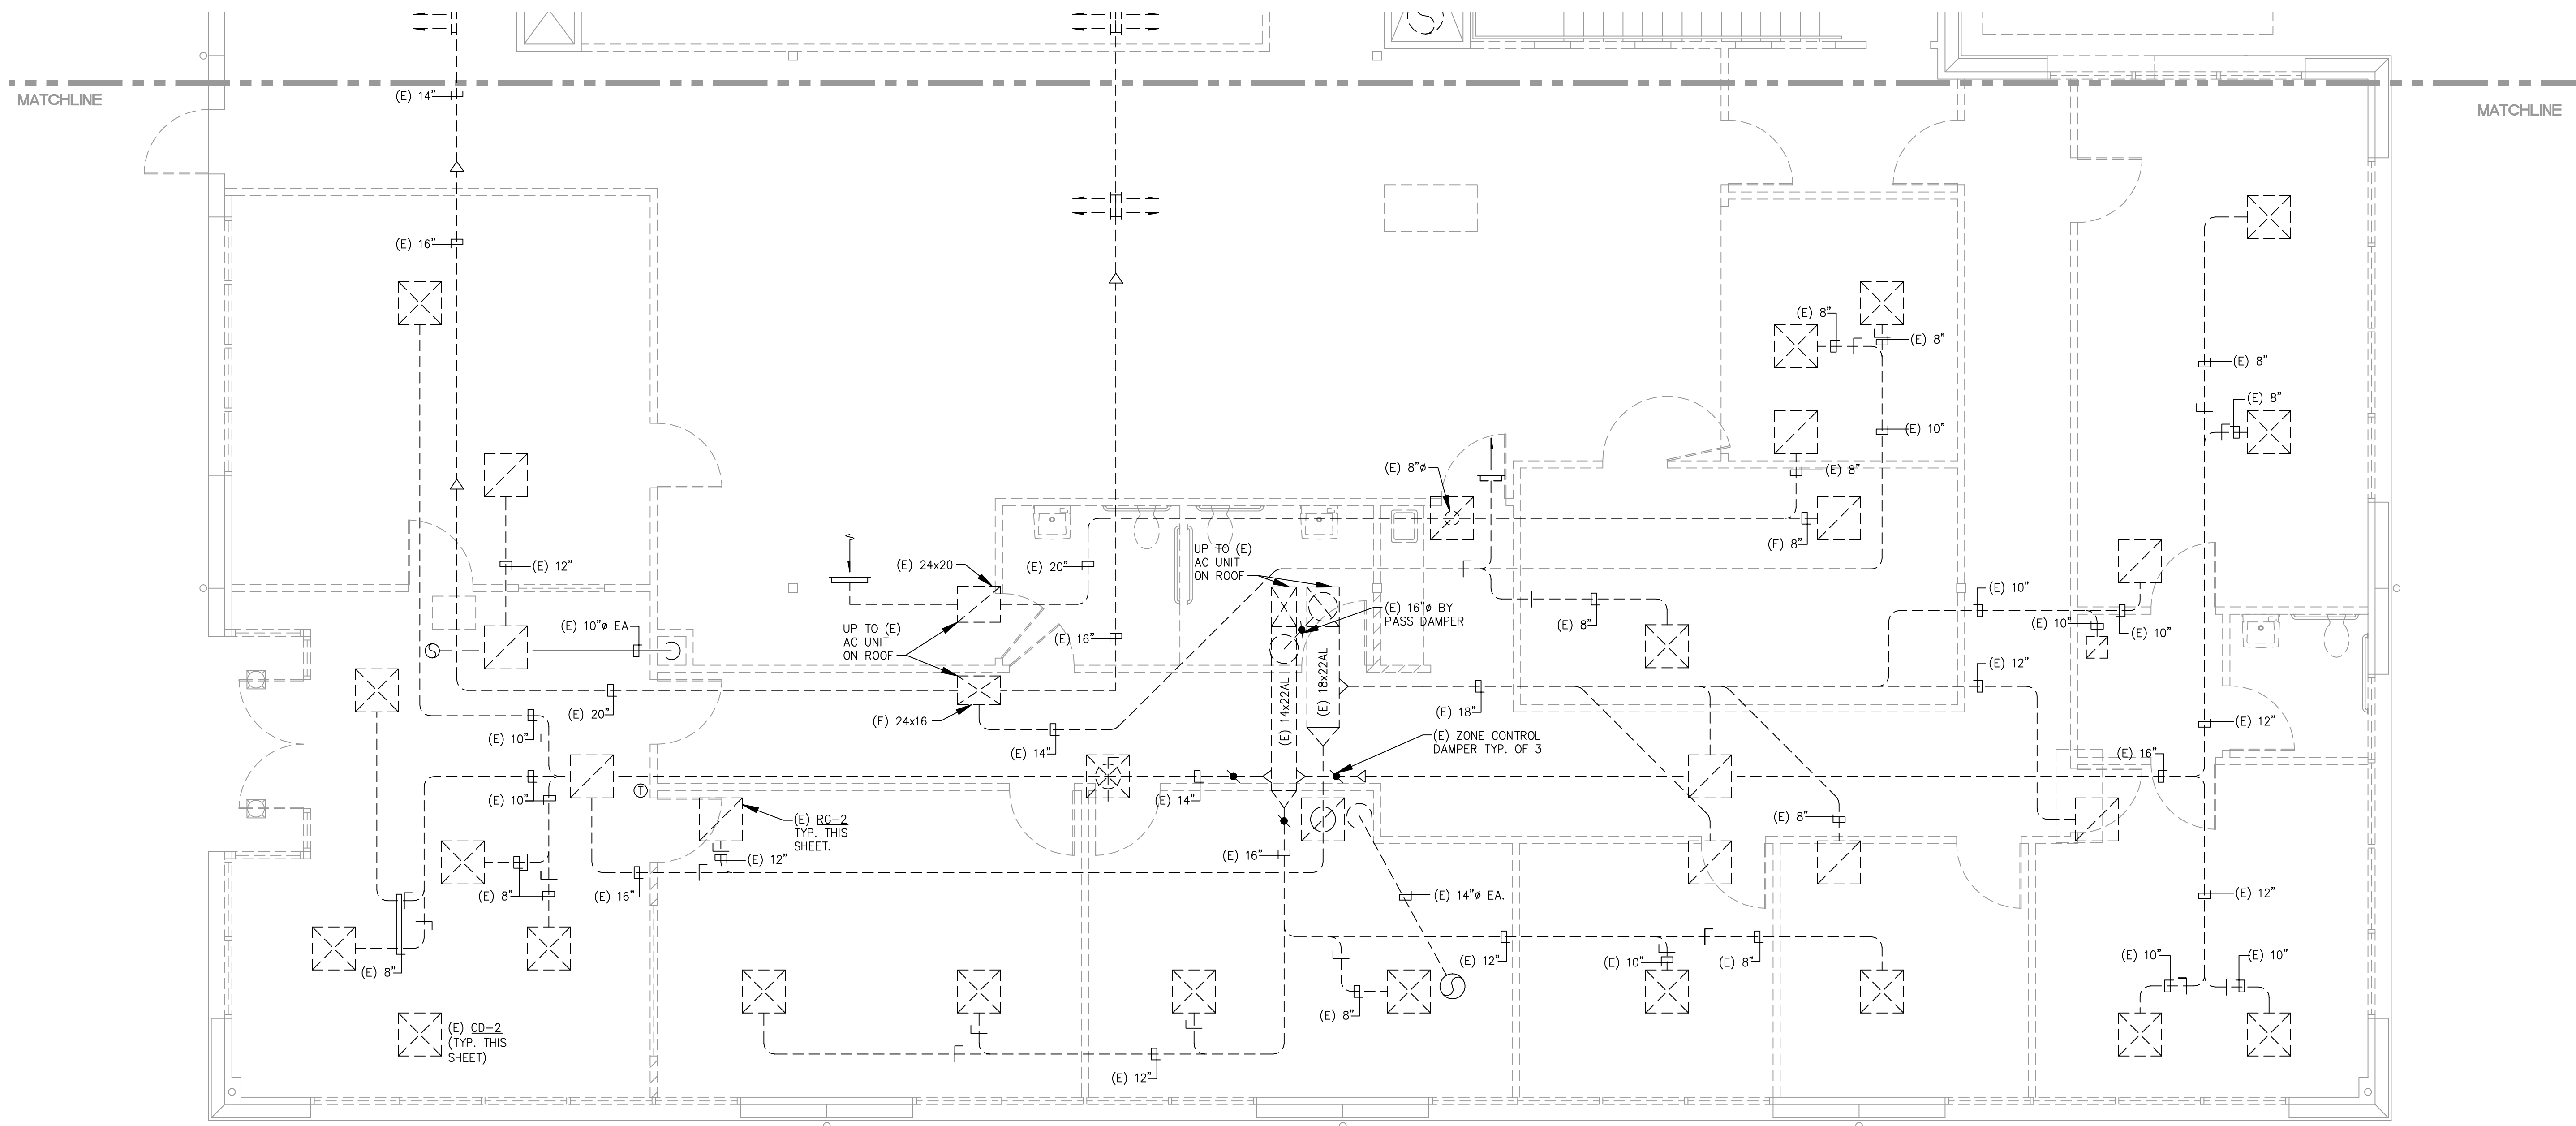 MATCHLINE
MATCHLINE
(E) 14"
(E) 16"
(E) 8"
(E) 8"
(E) 8"
(E) 8"
(E) 10"
(E) 8"ø
(E) 8"
(E) 8"
(E) 12"
(E) 24x20
(E) 20"
UP TO (E)
AC UNIT
ON ROOF
(E) 10"
(E) 10"
(E) 10"
(E) 10"ø EA
UP TO (E)
AC UNIT
ON ROOF
(E) 16"
(E) 16"ø BY
PASS DAMPER
(E) 8"
(E) 12"
(E) 20"
(E) 24x16
(E) 14"
(E) 14x22AL
(E) 18x22AL
(E) 18"
(E) 12"
(E) 10"
(E) ZONE CONTROL
DAMPER TYP. OF 3
(E) 16"
(E) 10"
T
(E) 14"
(E) RG-2
TYP. THIS
SHEET.
(E) 8"
(E) 12"
(E) 16"
(E) 8"
(E) 16"
(E) 14"ø EA.
(E) 12"
(E) 8"
(E) 12"
(E) 10"
(E) 8"
(E) 10"
(E) 10"
(E) 8"
(E) CD-2
(TYP. THIS
SHEET)
(E) 12"